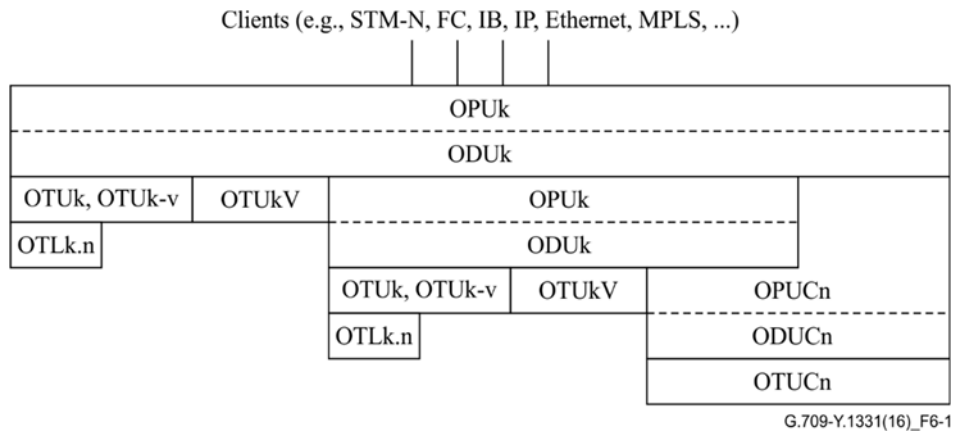 Clients (e.g., STM-N, FC, IB, IP, Ethernet, MPLS, ...)
OPUk
ODUk
OTUk, OTUk-v OTUkV OPUk
OTLk.n ODUk
OTUk, OTUk-v OTUkV OPUCn
OTLk.n ODUCn
OTUCn
G.709-Y.1331(16)_F6-1